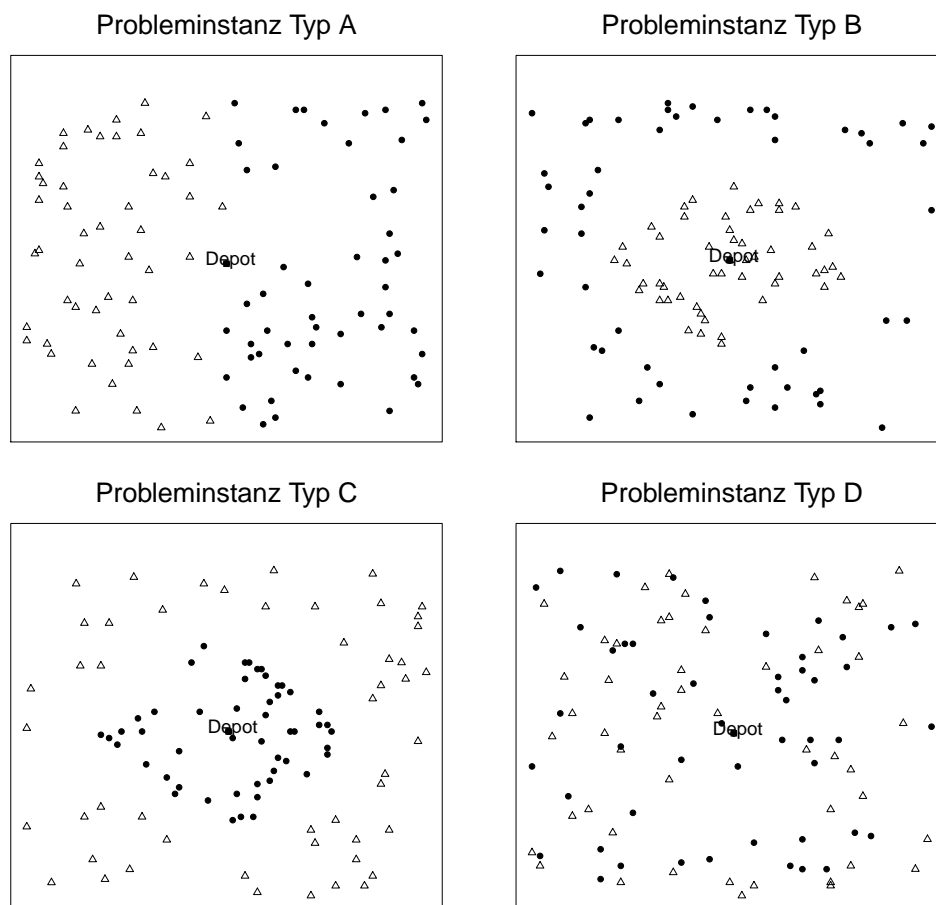 Probleminstanz Typ A
Probleminstanz Typ B
Depot
Depot
Probleminstanz Typ C
Probleminstanz Typ D
Depot
Depot